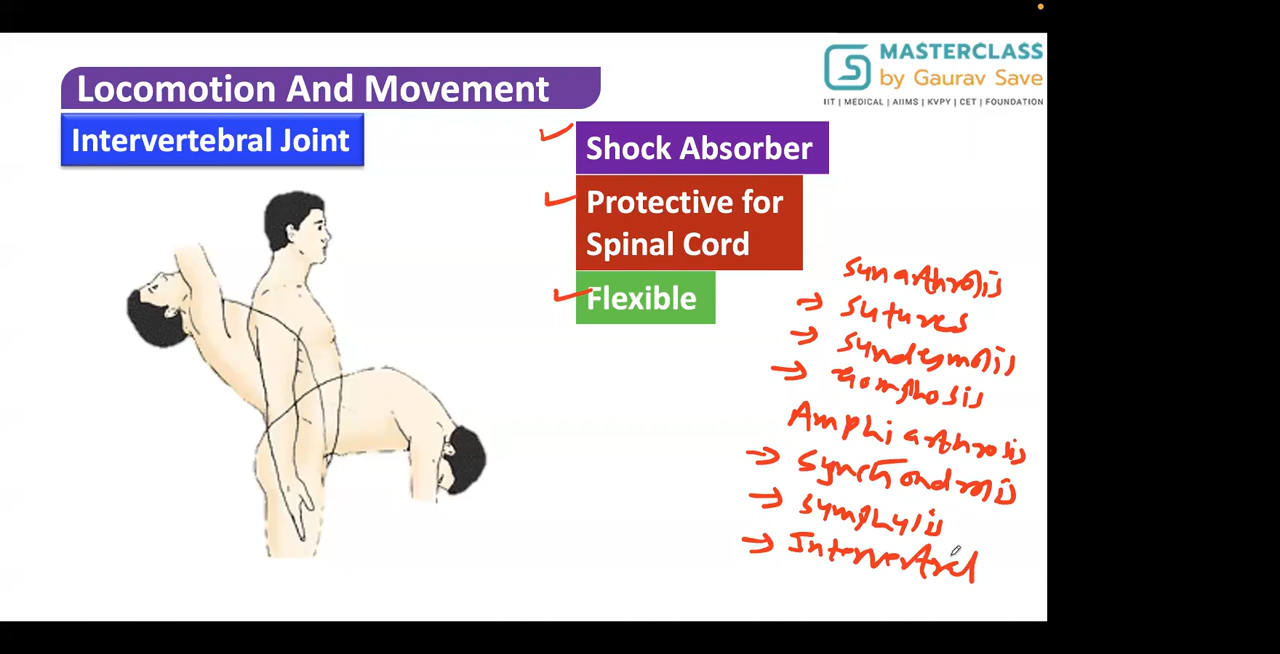 MASTERCLASS
by Gaurav Save
IIT | MEDICAL | AIIMS | KVPY | CET | FOUNDATION
Locomotion And Movement
Intervertebral Joint
Shock Absorber
Protective for
Spinal Cord
Flexible
Synarthrosis
→ Sutures
→ Syndesmosis
→ Gomphosis
Amphiarthrosis
→ Synchondrosis
→ Symphysis